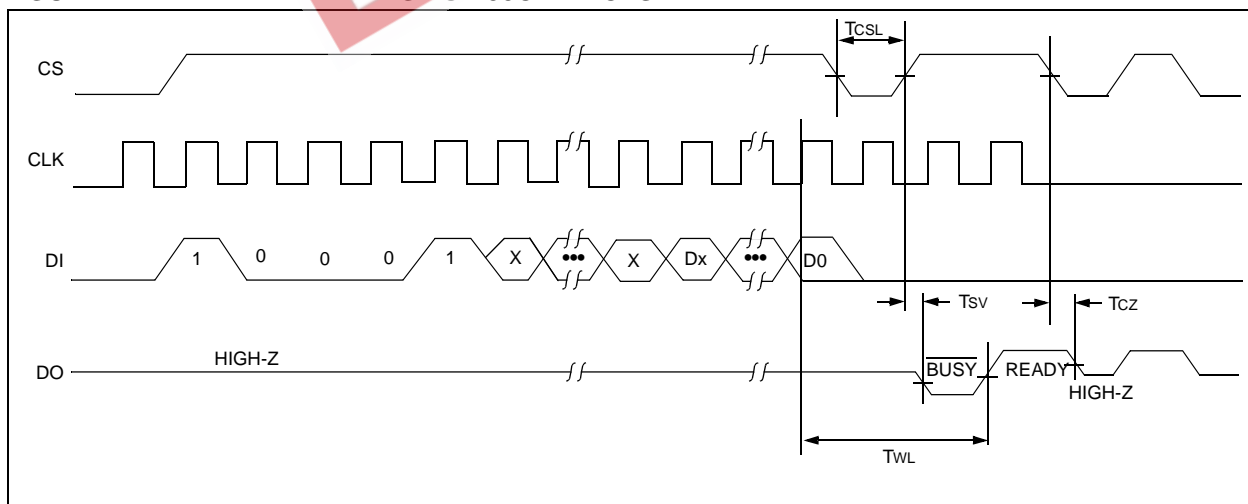 TCSL
CS
CLK
DI 1 0 0 0 1 X ••• X Dx ••• D0
TSV TCZ
HIGH-Z
DO BUSY READY
HIGH-Z
TWL